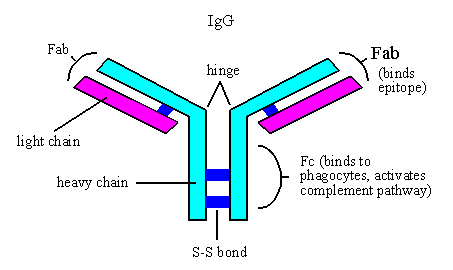 IgG
Fab
Fab
(binds
epitope)
hinge
light chain
heavy chain
Fc (binds to
phagocytes, activates
complement pathway)
S-S bond